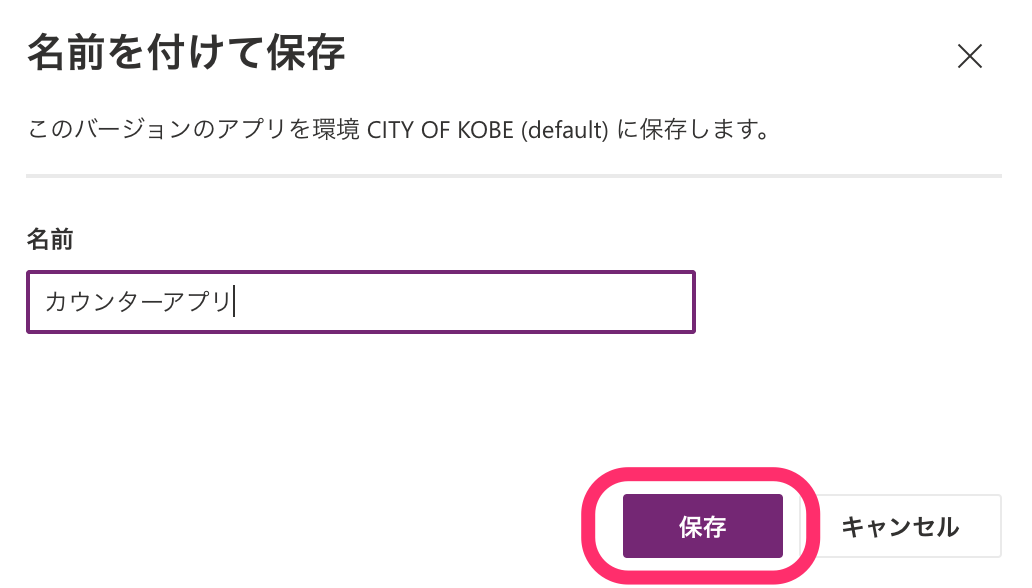 名前を付けて保存
このバージョンのアプリを環境 CITY OF KOBE (default) に保存します。
名前
カウンターアプリ
保存
キャンセル